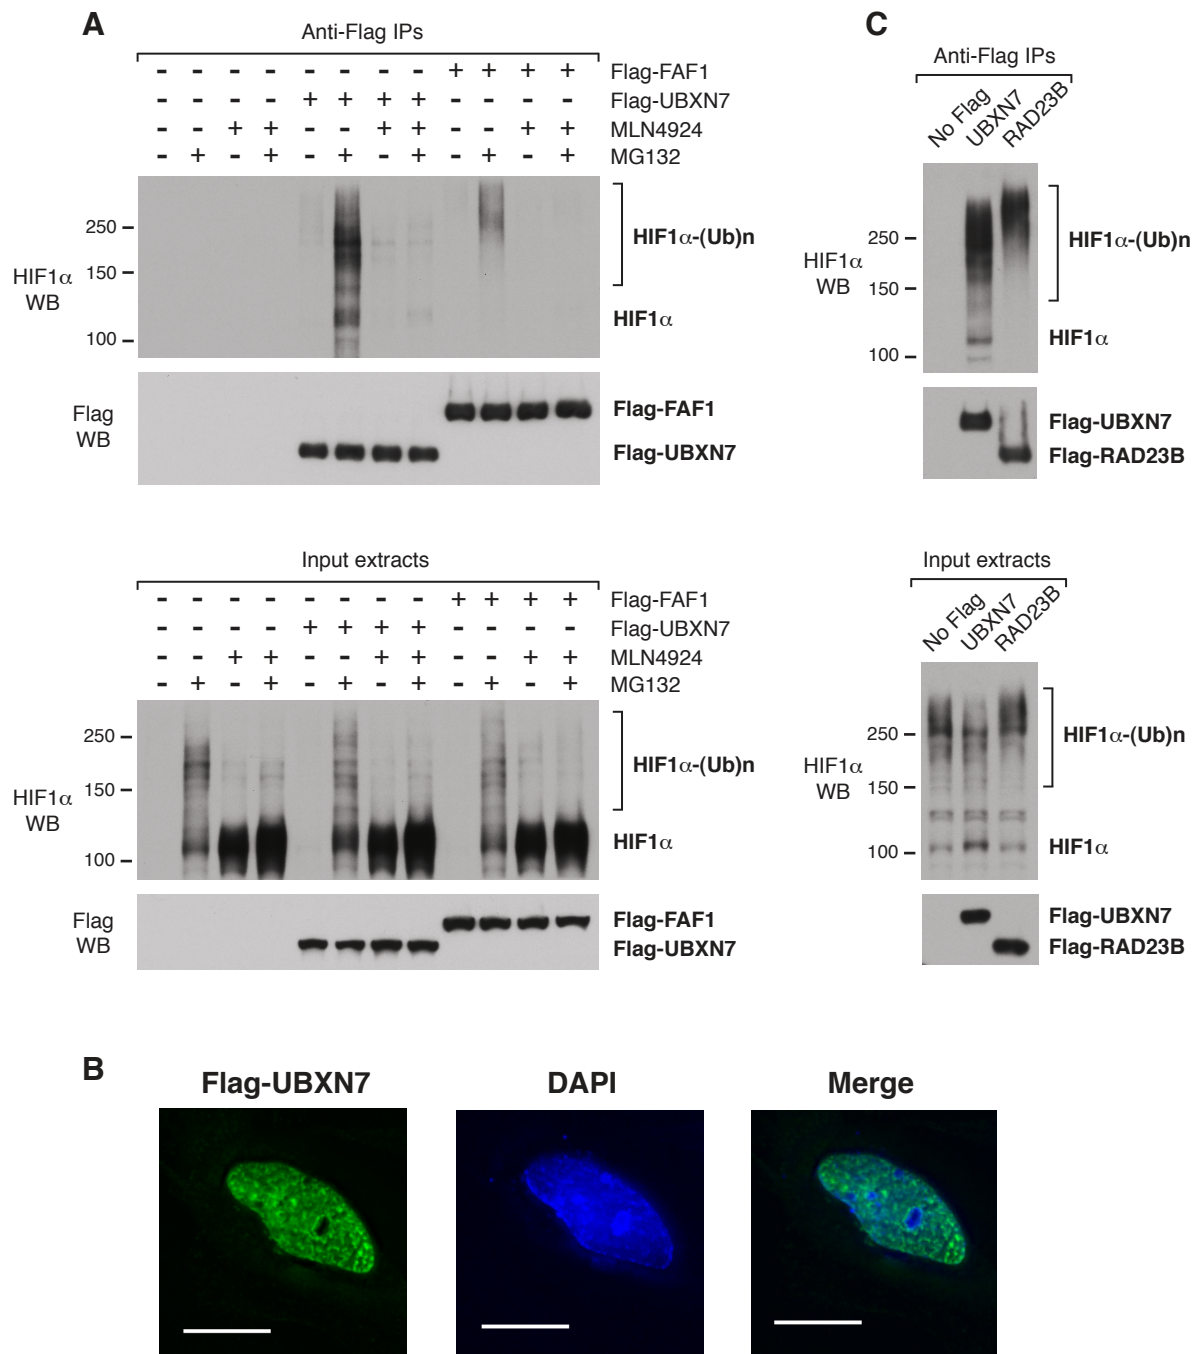 A
Anti-Flag IPs
- - - - - - - - + + + + Flag-FAF1
- - - - + + + + - - - - Flag-UBXN7
- - + + - - + + - - + + MLN4924
- + - + - + - + - + - + MG132
250
150
100
HIF1α
WB
HIF1α-(Ub)n
HIF1α
Flag
WB
Flag-FAF1
Flag-UBXN7
Input extracts
- - - - - - - - + + + + Flag-FAF1
- - - - + + + + - - - - Flag-UBXN7
- - + + - - + + - - + + MLN4924
- + - + - + - + - + - + MG132
250
150
100
HIF1α
WB
HIF1α-(Ub)n
HIF1α
Flag
WB
Flag-FAF1
Flag-UBXN7
C
Anti-Flag IPs
No Flag
UBXN7
RAD23B
250
150
100
HIF1α
WB
HIF1α-(Ub)n
HIF1α
Flag-UBXN7
Flag-RAD23B
Input extracts
No Flag
UBXN7
RAD23B
250
150
100
HIF1α
WB
HIF1α-(Ub)n
HIF1α
Flag-UBXN7
Flag-RAD23B
B
Flag-UBXN7
DAPI
Merge